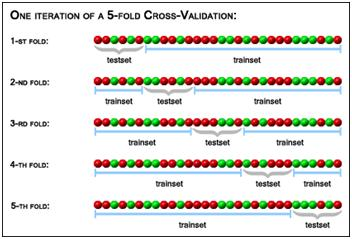 ONE ITERATION OF A 5-FOLD CROSS-VALIDATION:
1-ST FOLD:
testset trainset
2-ND FOLD:
trainset testset trainset
3-RD FOLD:
trainset testset trainset
4-TH FOLD:
trainset testset trainset
5-TH FOLD:
trainset testset